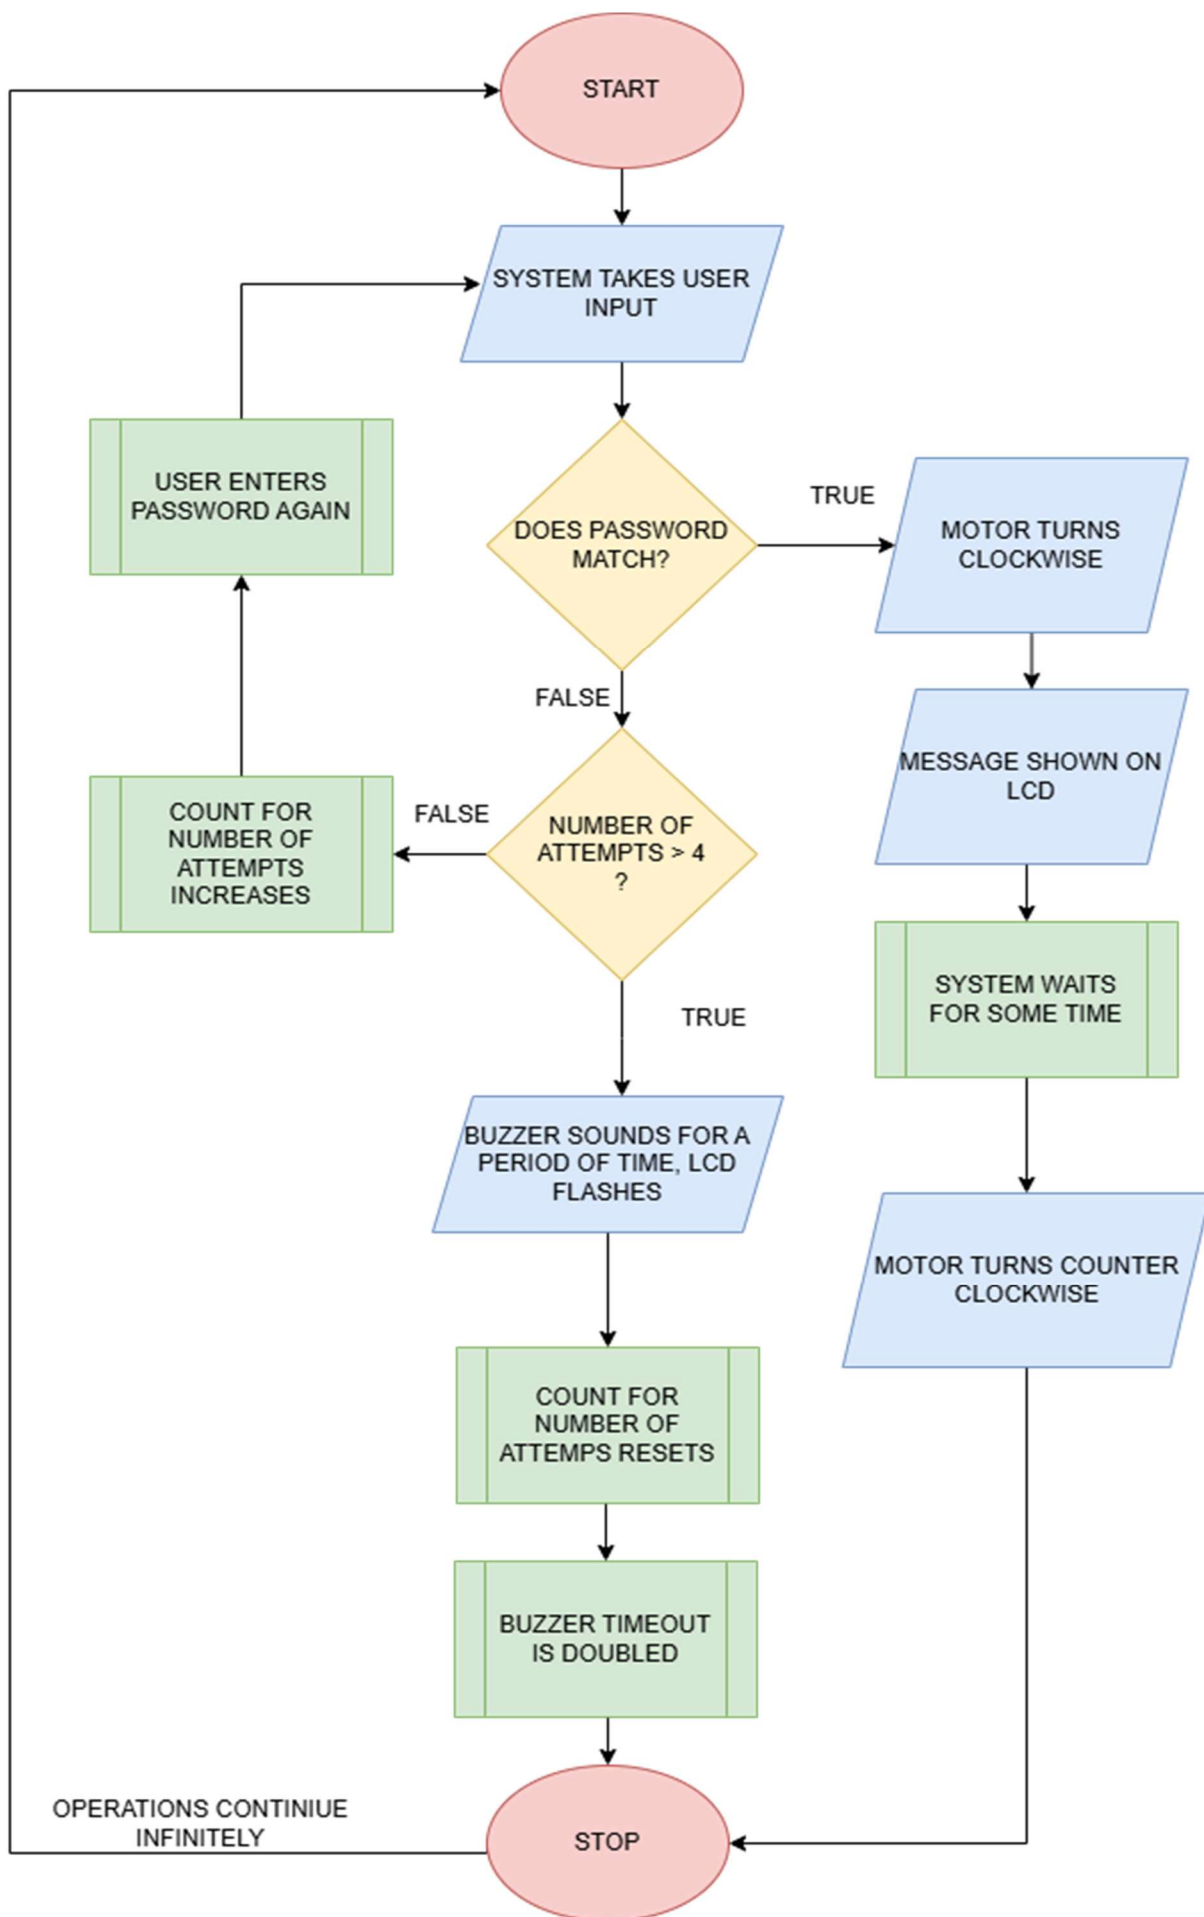 START
SYSTEM TAKES USER
INPUT
USER ENTERS
PASSWORD AGAIN
DOES PASSWORD
MATCH?
TRUE
MOTOR TURNS
CLOCKWISE
FALSE
MESSAGE SHOWN ON
LCD
COUNT FOR
NUMBER OF
ATTEMPTS
INCREASES
FALSE
NUMBER OF
ATTEMPTS > 4
?
SYSTEM WAITS
FOR SOME TIME
TRUE
BUZZER SOUNDS FOR A
PERIOD OF TIME, LCD
FLASHES
MOTOR TURNS COUNTER
CLOCKWISE
COUNT FOR
NUMBER OF
ATTEMPS RESETS
BUZZER TIMEOUT
IS DOUBLED
OPERATIONS CONTINIUE
INFINITELY
STOP